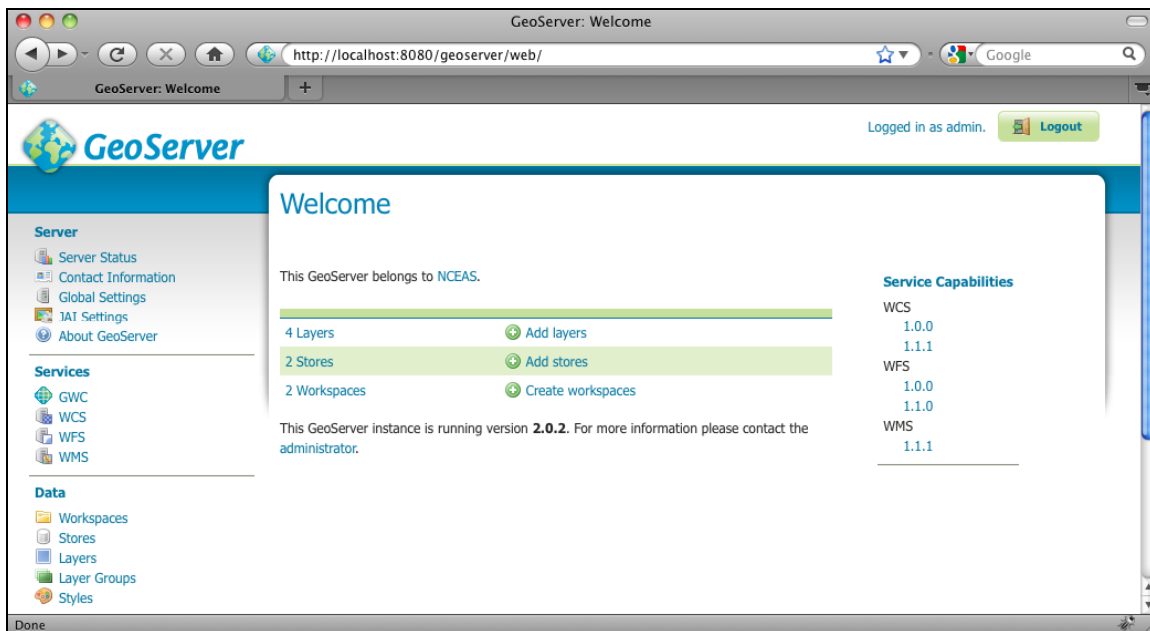 GeoServer: Welcome
http://localhost:8080/geoserver/web/
Google
GeoServer: Welcome
+
GeoServer
Logged in as admin.
Logout
Welcome
Server
Server Status
Contact Information
Global Settings
JAI Settings
About GeoServer
Services
GWC
WCS
WFS
WMS
Data
Workspaces
Stores
Layers
Layer Groups
Styles
This GeoServer belongs to NCEAS.
4 Layers Add layers
2 Stores Add stores
2 Workspaces Create workspaces
This GeoServer instance is running version 2.0.2. For more information please contact the
administrator.
Service Capabilities
WCS
1.0.0
1.1.1
WFS
1.0.0
1.1.0
WMS
1.1.1
Done